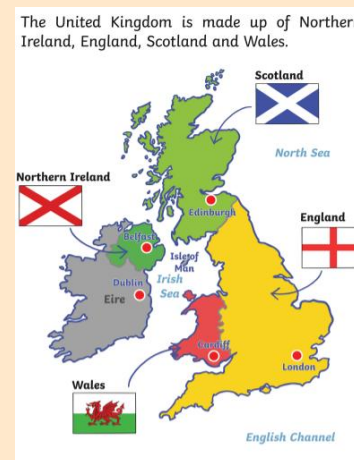 The United Kingdom is made up of Norther
Ireland, England, Scotland and Wales.
Scotland
North Sea
Northern Ireland
Edinburgh
England
Belfast
Isle of
Man
Irish
Sea
Dublin
Eire
Cardiff
London
Wales
English Channel